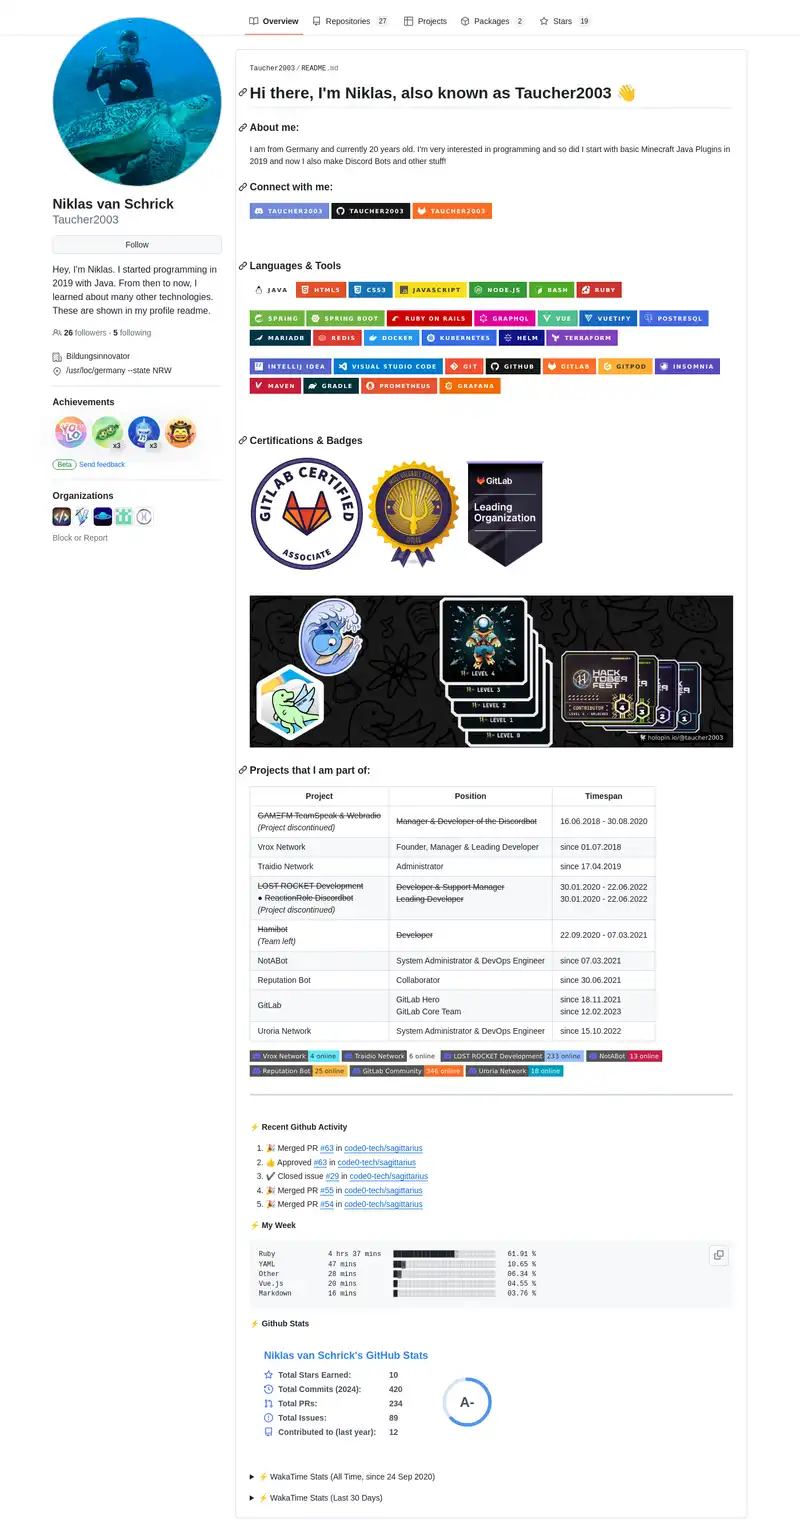 Overview
Repositories 27
Projects
Packages 2
Stars 19
Niklas van Schrick
Taucher2003
Follow
Hey, I'm Niklas. I started programming in
2019 with Java. From then to now, I
learned about many other technologies.
These are shown in my profile readme.
26 followers · 5 following
Bildungsinnovator
/usr/loc/germany --state NRW
Achievements
YOLO
x3
x3
Beta Send feedback
Organizations
Block or Report
Taucher2003/README.md
Hi there, I'm Niklas, also known as Taucher2003 👋
About me:
I am from Germany and currently 20 years old. I'm very interested in programming and so did I start with basic Minecraft Java Plugins in
2019 and now I also make Discord Bots and other stuff!
Connect with me:
TAUCHER2003 TAUCHER2003 TAUCHER2003
Languages & Tools
JAVA HTML5 CSS3 JAVASCRIPT NODE.JS BASH RUBY
SPRING SPRING BOOT RUBY ON RAILS GRAPHQL VUE VUETIFY POSTRESQL
MARIADB REDIS DOCKER KUBERNETES HELM TERRAFORM
INTELLIJ IDEA VISUAL STUDIO CODE GIT GITHUB GITLAB GITPOD INSOMNIA
MAVEN GRADLE PROMETHEUS GRAFANA
Certifications & Badges
GITLAB CERTIFIED
ASSOCIATE
GitLab
Leading
Organization
LEVEL 4
LEVEL 3
LEVEL 2
LEVEL 1
LEVEL 0
HACK
TOBER
FEST
CONTRIBUTOR
4
3
2
1
holopin.io/@taucher2003
Projects that I am part of:
Project Position Timespan
GAMEFM TeamSpeak & Webradio
(Project discontinued)
Manager & Developer of the Discordbot
16.06.2018 - 30.08.2020
Vrox Network Founder, Manager & Leading Developer since 01.07.2018
Traidio Network Administrator since 17.04.2019
LOST ROCKET Development Developer & Support Manager 30.01.2020 - 22.06.2022
● ReactionRole Discordbot Leading Developer 30.01.2020 - 22.06.2022
(Project discontinued)
Hamibot
(Team left)
Developer
22.09.2020 - 07.03.2021
NotABot System Administrator & DevOps Engineer since 07.03.2021
Reputation Bot Collaborator since 30.06.2021
GitLab
GitLab Hero since 18.11.2021
GitLab Core Team since 12.02.2023
Uroria Network System Administrator & DevOps Engineer since 15.10.2022
Vrox Network 4 online Traidio Network 6 online LOST ROCKET Development 233 online NotABot 13 online
Reputation Bot 25 online GitLab Community 346 online Uroria Network 18 online
⚡ Recent Github Activity
1. 🎉 Merged PR #63 in code0-tech/sagittarius
2. 👍 Approved #63 in code0-tech/sagittarius
3. ✔️ Closed issue #29 in code0-tech/sagittarius
4. 🎉 Merged PR #55 in code0-tech/sagittarius
5. 🎉 Merged PR #54 in code0-tech/sagittarius
⚡ My Week
Ruby 4 hrs 37 mins 61.91 %
YAML 47 mins 10.65 %
Other 28 mins 06.34 %
Vue.js 20 mins 04.55 %
Markdown 16 mins 03.76 %
⚡ Github Stats
Niklas van Schrick's GitHub Stats
Total Stars Earned: 10
Total Commits (2024): 420
Total PRs: 234
Total Issues: 89
Contributed to (last year): 12
A-
⚡ WakaTime Stats (All Time, since 24 Sep 2020)
⚡ WakaTime Stats (Last 30 Days)